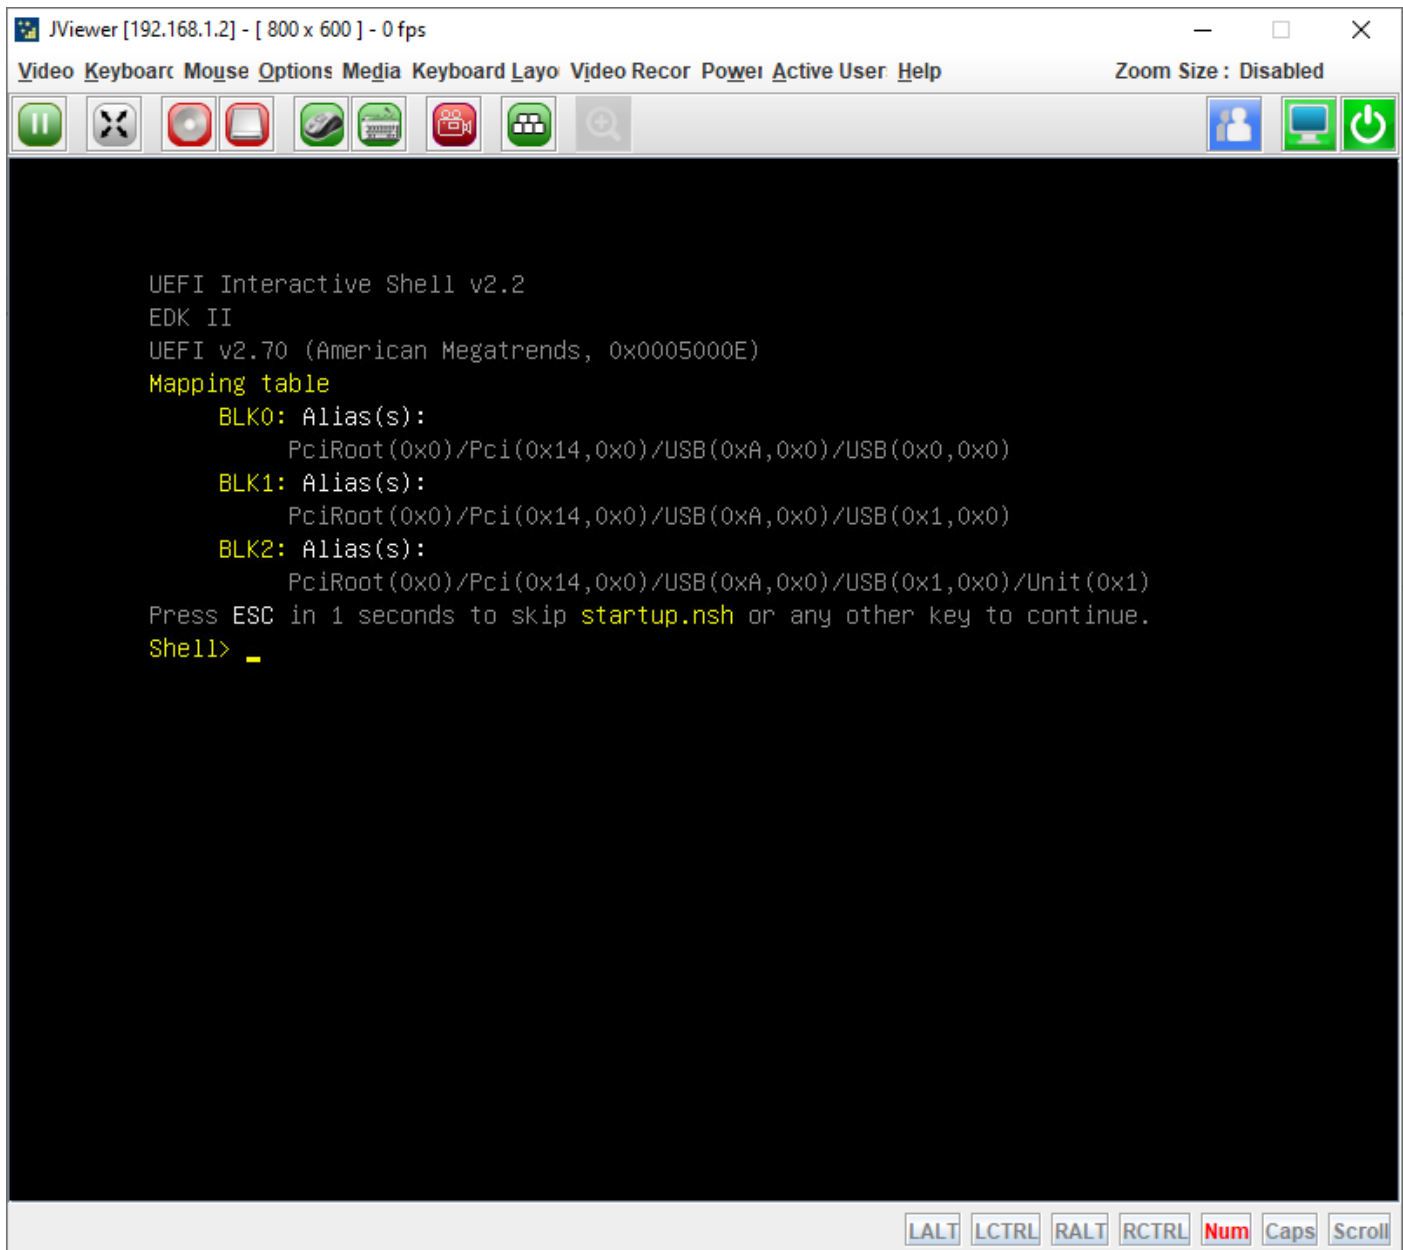 JViewer [192.168.1.2] - [ 800 x 600 ] - 0 fps
Video Keyboarc Mouse Options Media Keyboard Layo Video Recor Power Active User Help Zoom Size : Disabled
UEFI Interactive Shell v2.2
EDK II
UEFI v2.70 (American Megatrends, 0x0005000E)
Mapping table
BLK0: Alias(s):
PciRoot(0x0)/Pci(0x14,0x0)/USB(0xA,0x0)/USB(0x0,0x0)
BLK1: Alias(s):
PciRoot(0x0)/Pci(0x14,0x0)/USB(0xA,0x0)/USB(0x1,0x0)
BLK2: Alias(s):
PciRoot(0x0)/Pci(0x14,0x0)/USB(0xA,0x0)/USB(0x1,0x0)/Unit(0x1)
Press ESC in 1 seconds to skip startup.nsh or any other key to continue.
Shell> _
LALT LCTRL RALT RCTRL Num Caps Scroll